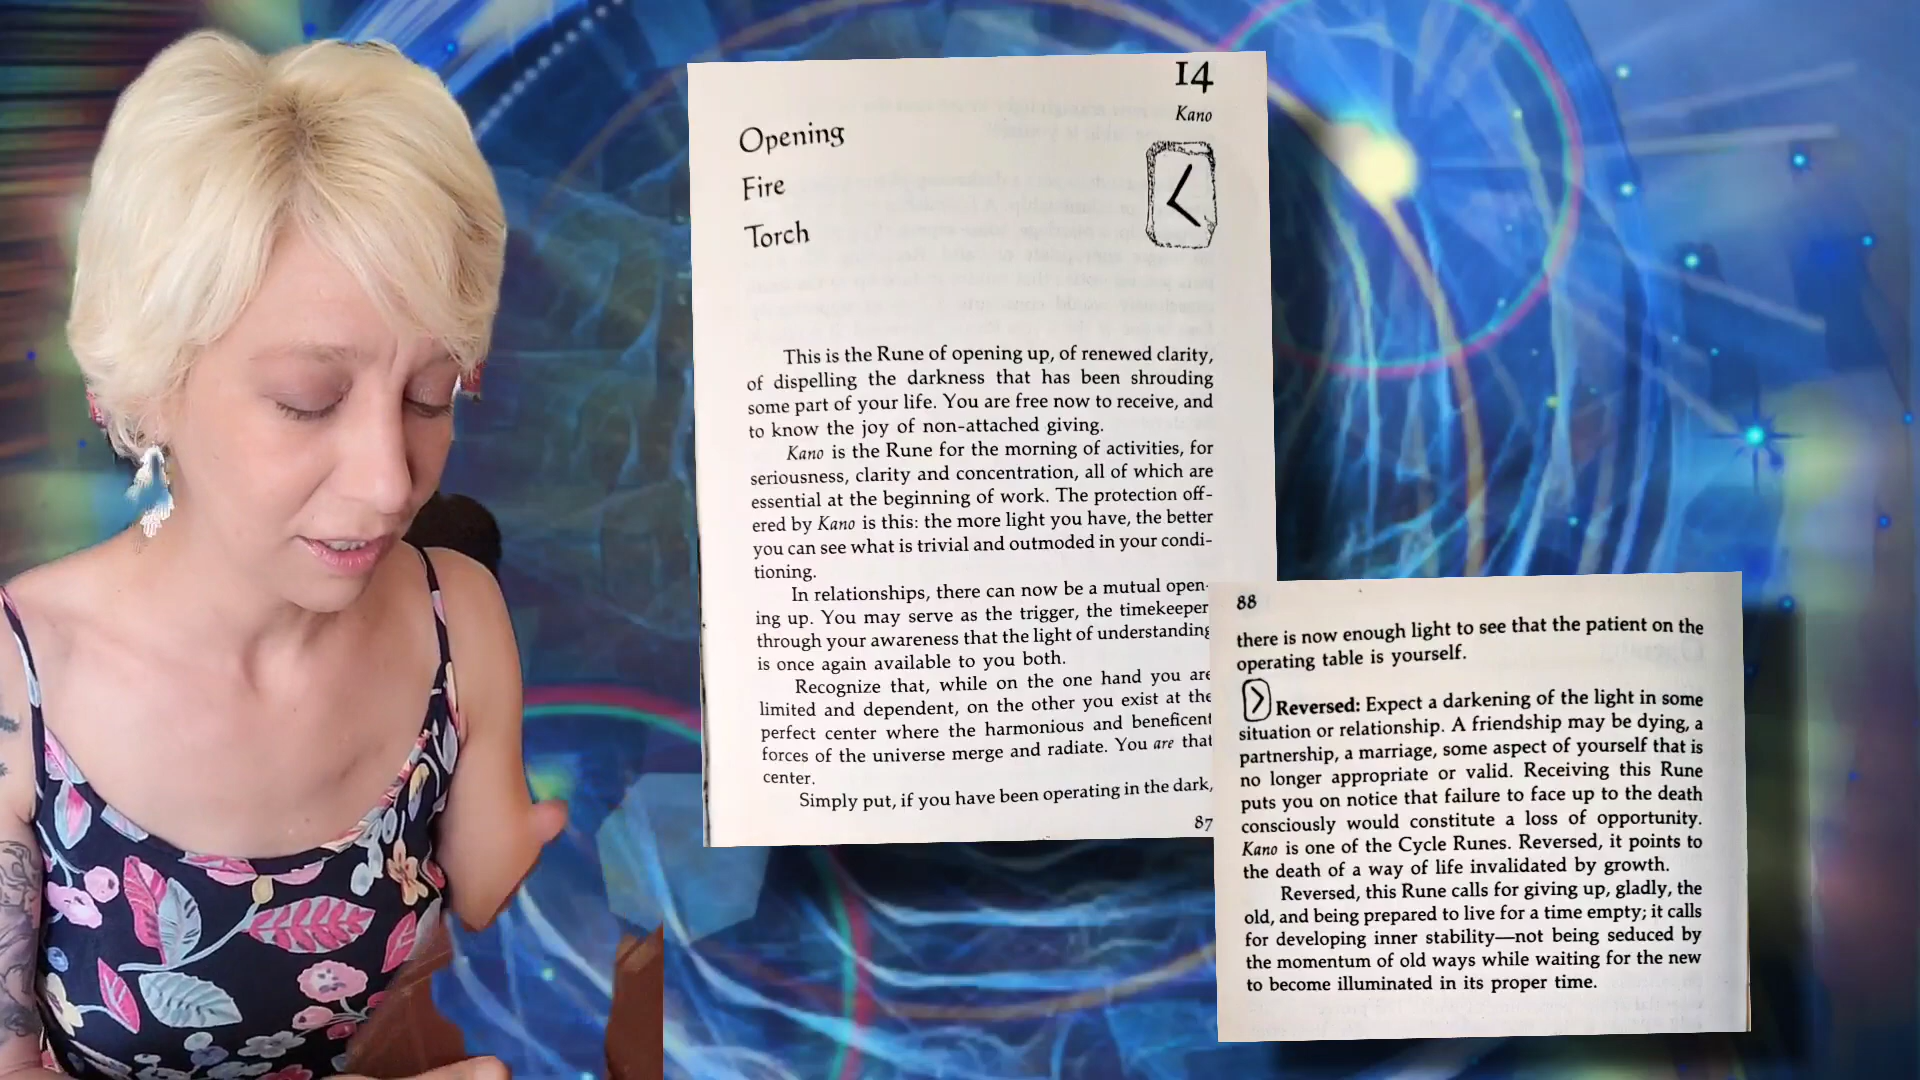 14
Kano
Opening
Fire
Torch
This is the Rune of opening up, of renewed clarity,
of dispelling the darkness that has been shrouding
some part of your life. You are free now to receive, and
to know the joy of non-attached giving.
Kano is the Rune for the morning of activities, for
seriousness, clarity and concentration, all of which are
essential at the beginning of work. The protection off-
ered by Kano is this: the more light you have, the better
you can see what is trivial and outmoded in your condi-
tioning.
In relationships, there can now be a mutual open-
ing up. You may serve as the trigger, the timekeeper
through your awareness that the light of understanding
is once again available to you both.
Recognize that, while on the one hand you are
limited and dependent, on the other you exist at the
perfect center where the harmonious and beneficent
forces of the universe merge and radiate. You are that
center.
Simply put, if you have been operating in the dark,
87
88
there is now enough light to see that the patient on the
operating table is yourself.
Reversed: Expect a darkening of the light in some
situation or relationship. A friendship may be dying, a
partnership, a marriage, some aspect of yourself that is
no longer appropriate or valid. Receiving this Rune
puts you on notice that failure to face up to the death
consciously would constitute a loss of opportunity.
Kano is one of the Cycle Runes. Reversed, it points to
the death of a way of life invalidated by growth.
Reversed, this Rune calls for giving up, gladly, the
old, and being prepared to live for a time empty; it calls
for developing inner stability—not being seduced by
the momentum of old ways while waiting for the new
to become illuminated in its proper time.